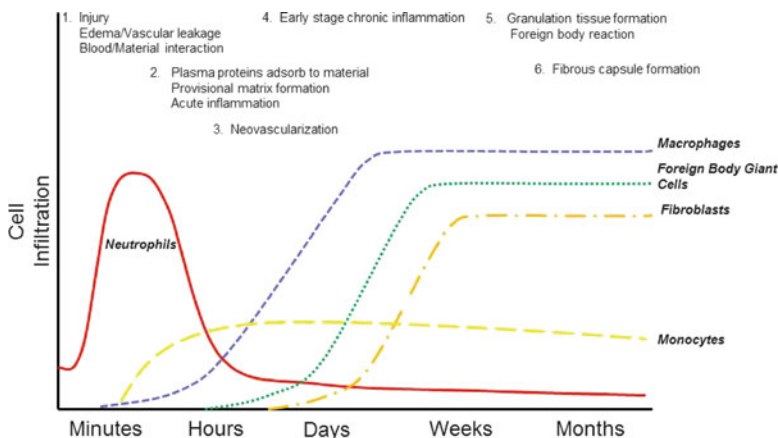 1. Injury
Edema/Vascular leakage
Blood/Material interaction
2. Plasma proteins adsorb to material
Provisional matrix formation
Acute inflammation
3. Neovascularization
4. Early stage chronic inflammation
5. Granulation tissue formation
Foreign body reaction
6. Fibrous capsule formation
Cell
Infiltration
Neutrophils
Macrophages
Foreign Body Giant
Cells
Fibroblasts
Monocytes
Minutes
Hours
Days
Weeks
Months